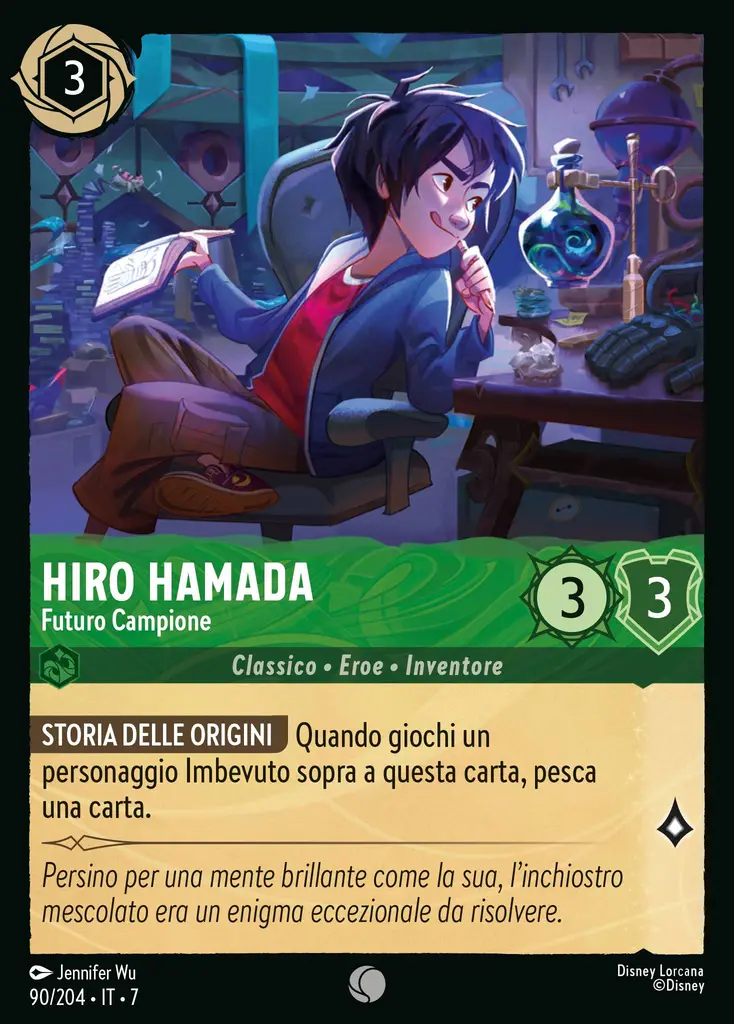 3
HIRO HAMADA
Futuro Campione
3
3
Classico • Eroe • Inventore
STORIA DELLE ORIGINI Quando giochi un
personaggio Imbevuto sopra a questa carta, pesca
una carta.
Persino per una mente brillante come la sua, l'inchiostro
mescolato era un enigma eccezionale da risolvere.
Jennifer Wu
90/204 • IT • 7
Disney Lorcana
©Disney